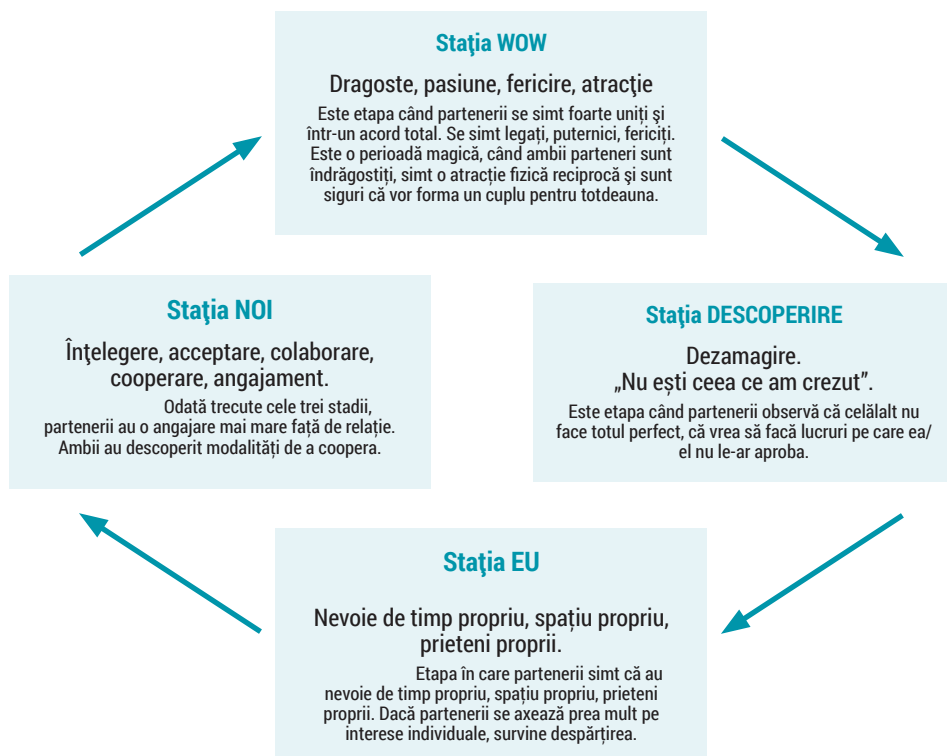 Staţia WOW
Dragoste, pasiune, fericire, atracţie
Este etapa când partenerii se simt foarte uniți şi
într-un acord total. Se simt legați, puternici, fericiți.
Este o perioadă magică, când ambii parteneri sunt
îndrăgostiți, simt o atracție fizică reciprocă şi sunt
siguri că vor forma un cuplu pentru totdeauna.
Staţia NOI
Înţelegere, acceptare, colaborare,
cooperare, angajament.
Odată trecute cele trei stadii,
partenerii au o angajare mai mare față de relație.
Ambii au descoperit modalități de a coopera.
Staţia DESCOPERIRE
Dezamagire.
„Nu ești ceea ce am crezut”.
Este etapa când partenerii observă că celălalt nu
face totul perfect, că vrea să facă lucruri pe care ea/
el nu le-ar aproba.
Staţia EU
Nevoie de timp propriu, spațiu propriu,
prieteni proprii.
Etapa în care partenerii simt că au
nevoie de timp propriu, spațiu propriu, prieteni
proprii. Dacă partenerii se axează prea mult pe
interese individuale, survine despărțirea.